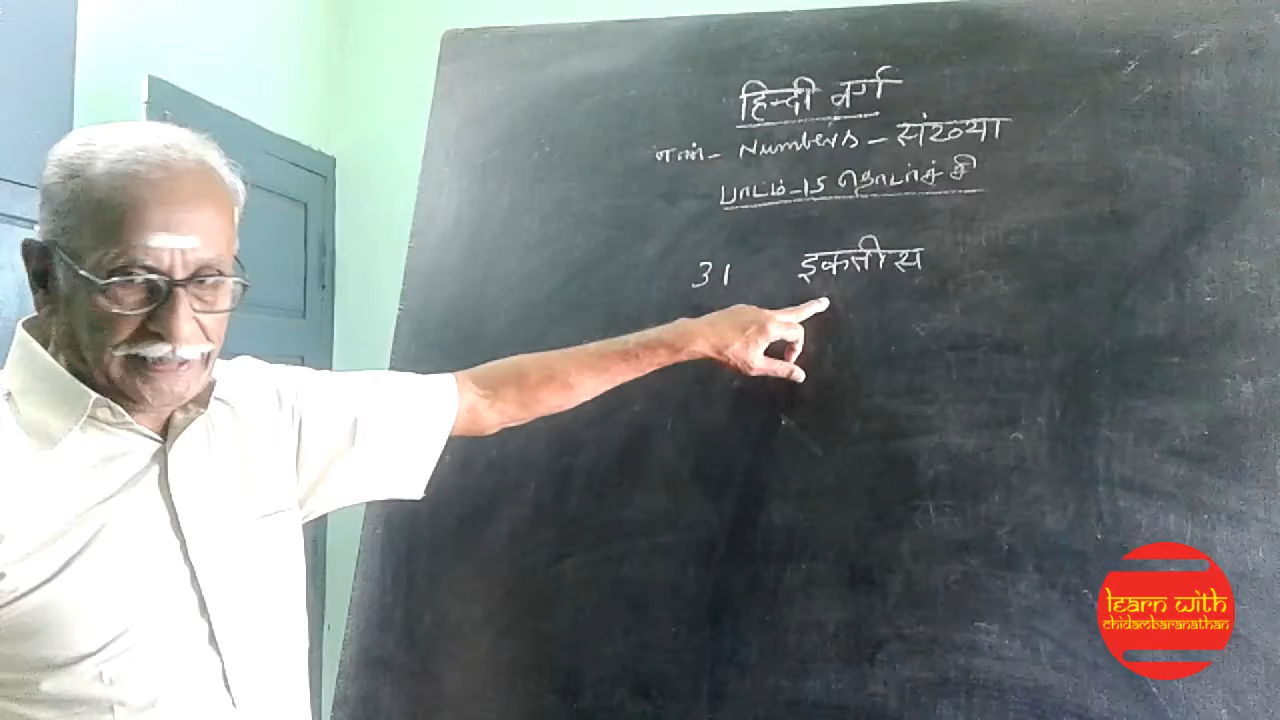 हिन्दी वर्ग
எண் - Numbers - संख्या
பாடம் - 15 தொடர்ச்சி
31 इकत्तीस
LEARN WITH
chidambaranathan